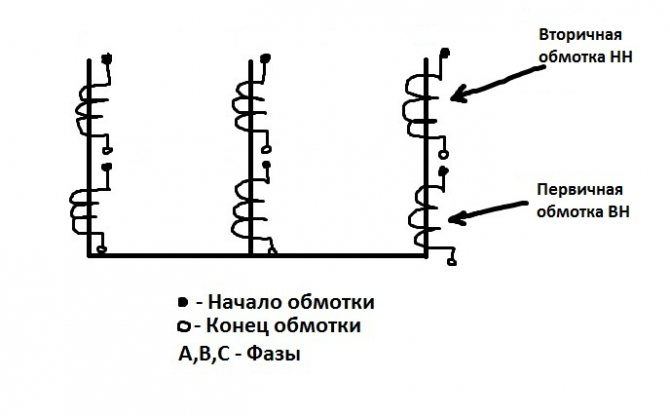 Вторичная
обмотка НН
Первичная
обмотка ВН
- Начало обмотки
- Конец обмотки
А,В,С - Фазы